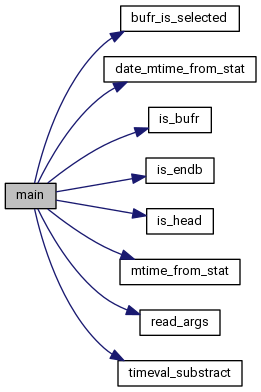 main
bufr_is_selected
date_mtime_from_stat
is_bufr
is_endb
is_head
mtime_from_stat
read_args
timeval_substract